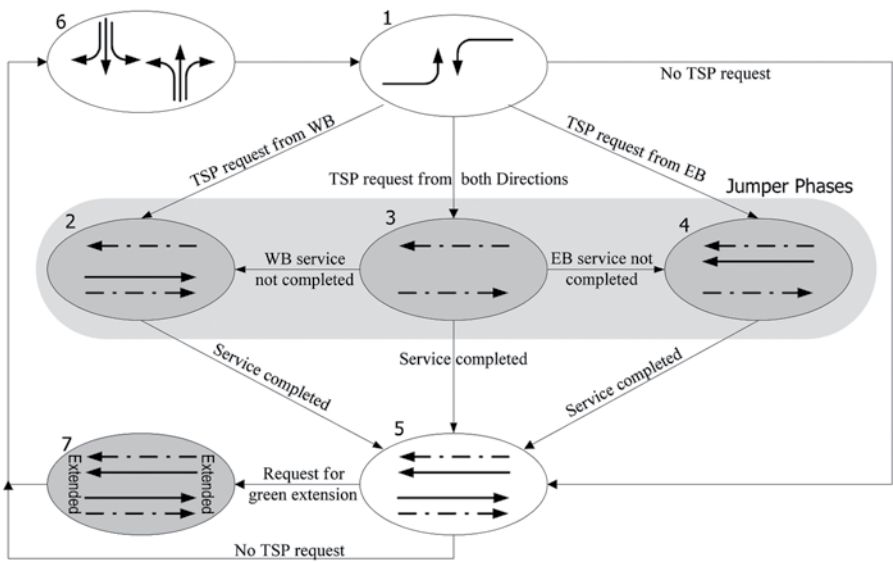 6
1
No TSP request
TSP request from WB
TSP request from both Directions
TSP request from EB
Jumper Phases
2
3
4
WB service
not completed
EB service not
completed
Service completed
Service completed
Service completed
7
5
Extended
Extended
Request for
green extension
No TSP request